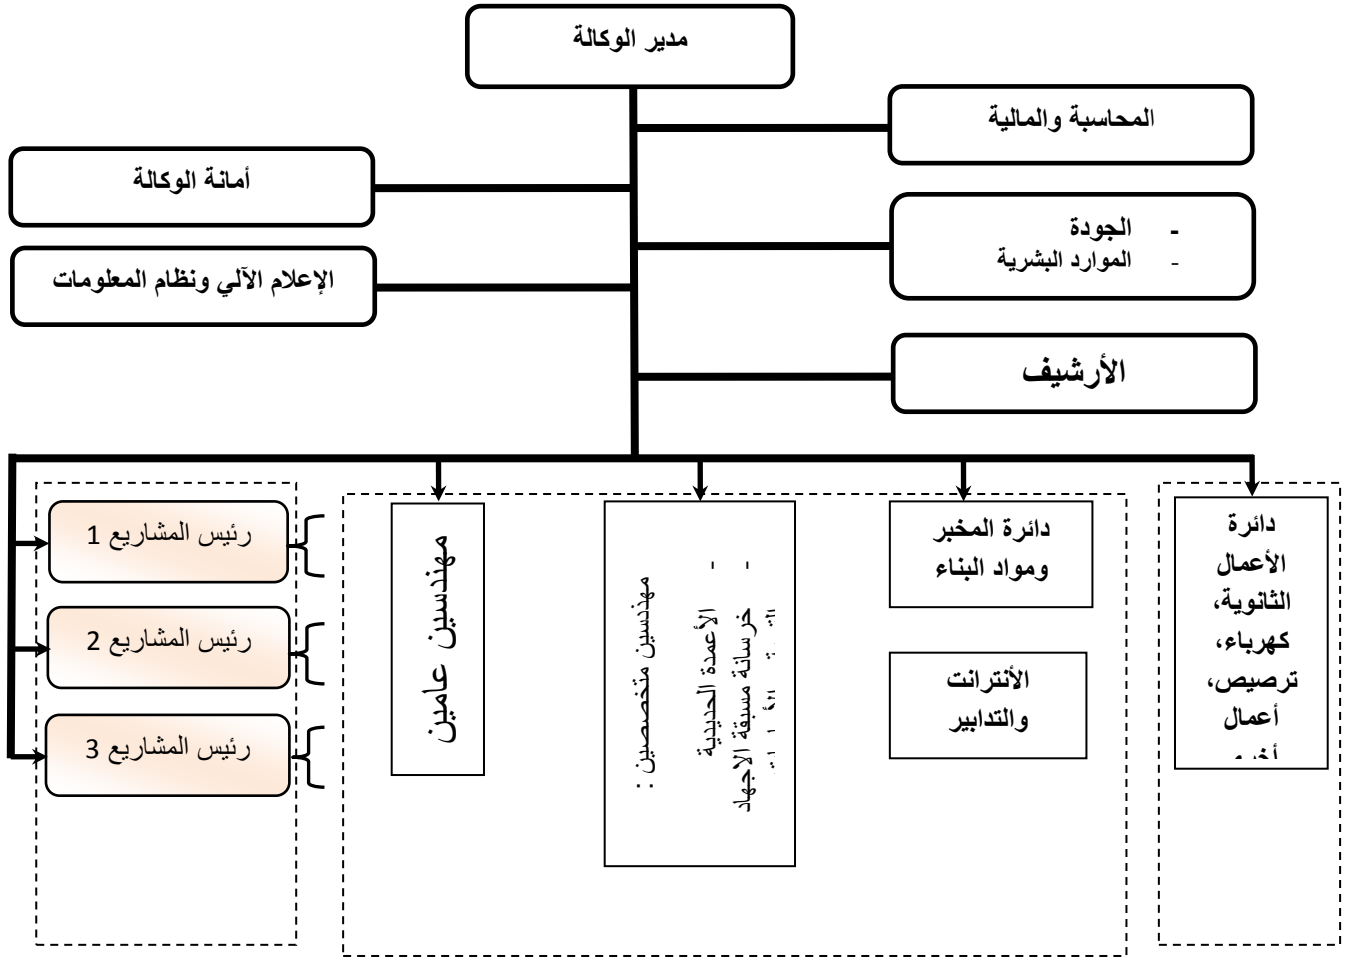 مدير الوكالة
المحاسبة والمالية
أمانة الوكالة
- الجودة
- الموارد البشرية
الإعلام الآلي ونظام المعلومات
الأرشيف
دائرة
الأعمال
الثانوية،
كهرباء،
ترصيص،
أعمال
دائرة المخبر
ومواد البناء
الأنترانت
والتدابير
مهندسين متخصصين :
- الأعمدة الحديدية
- خرسانة مسبقة الاجهاد
مهندسين عامين
رئيس المشاريع 1
رئيس المشاريع 2
رئيس المشاريع 3